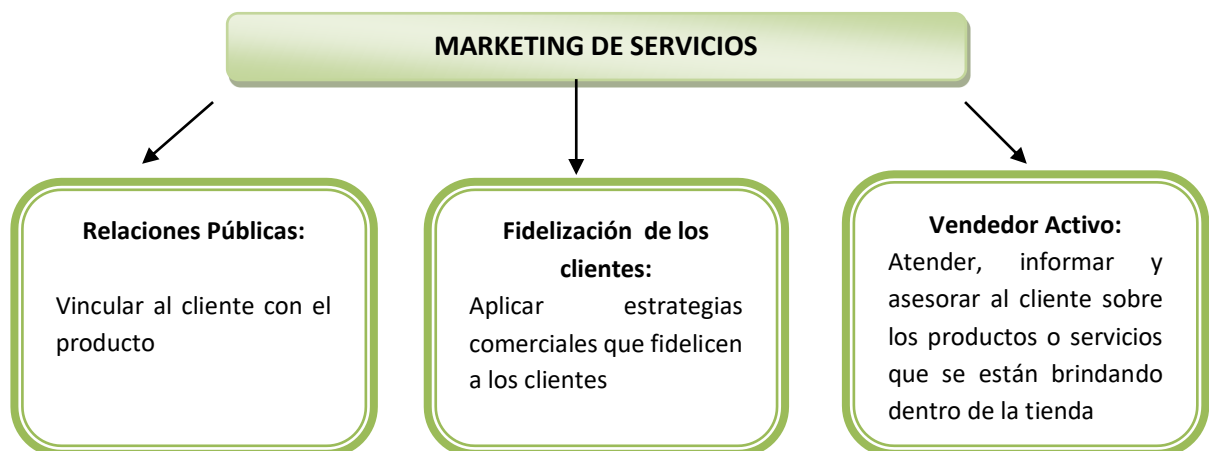 MARKETING DE SERVICIOS
Relaciones Públicas:
Vincular al cliente con el
producto
Fidelización de los
clientes:
Aplicar estrategias
comerciales que fidelicen
a los clientes
Vendedor Activo:
Atender, informar y
asesorar al cliente sobre
los productos o servicios
que se están brindando
dentro de la tienda